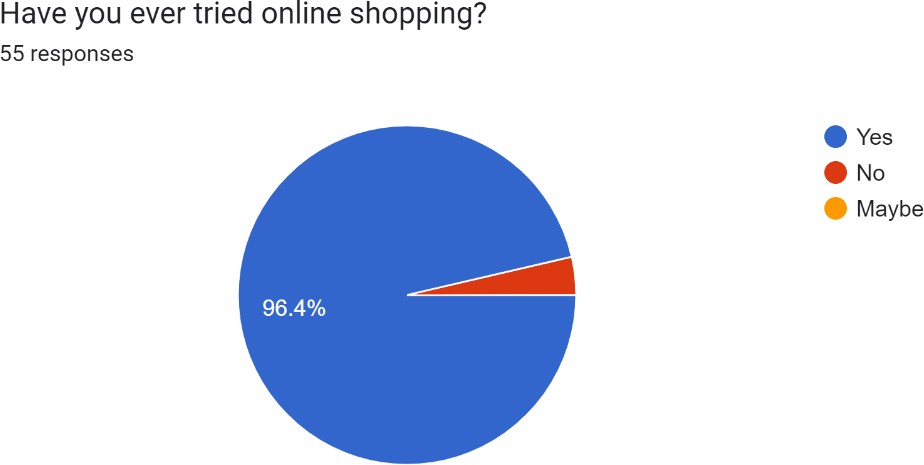 Have you ever tried online shopping?
55 responses
Yes
No
Maybe
96.4%